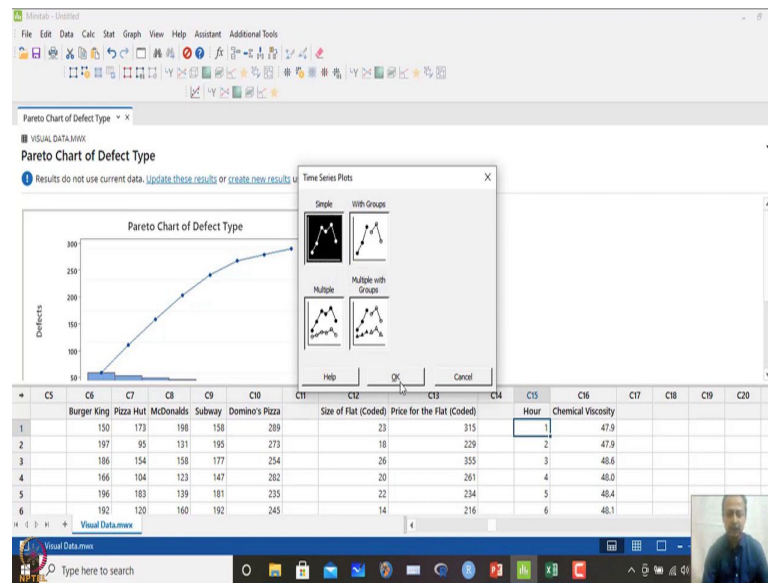 Minitab - Untitled
File Edit Data Calc Stat Graph View Help Assistant Additional Tools
Pareto Chart of Defect Type
VISUAL DATA.MWX
Pareto Chart of Defect Type
Results do not use current data. Update these results or create new results u
Time Series Plots
Simple With Groups
Multiple Multiple with Groups
Help OK Cancel
Pareto Chart of Defect Type
Defects
300
250
200
150
100
50
C5 C6 C7 C8 C9 C10 C11 C12 C13 C14 C15 C16 C17 C18 C19 C20
Burger King Pizza Hut McDonalds Subway Domino's Pizza Size of Flat (Coded) Price for the Flat (Coded) Hour Chemical Viscosity
1 150 173 198 158 289 23 315 1 47.9
2 197 95 131 195 273 18 229 2 47.9
3 186 154 158 177 254 26 355 3 48.6
4 166 104 123 147 282 20 261 4 48.0
5 196 183 139 181 235 22 234 5 48.4
6 192 120 160 192 245 14 216 6 48.1
Visual Data.mwx
Visual Data.mwx
Type here to search
NPTEL